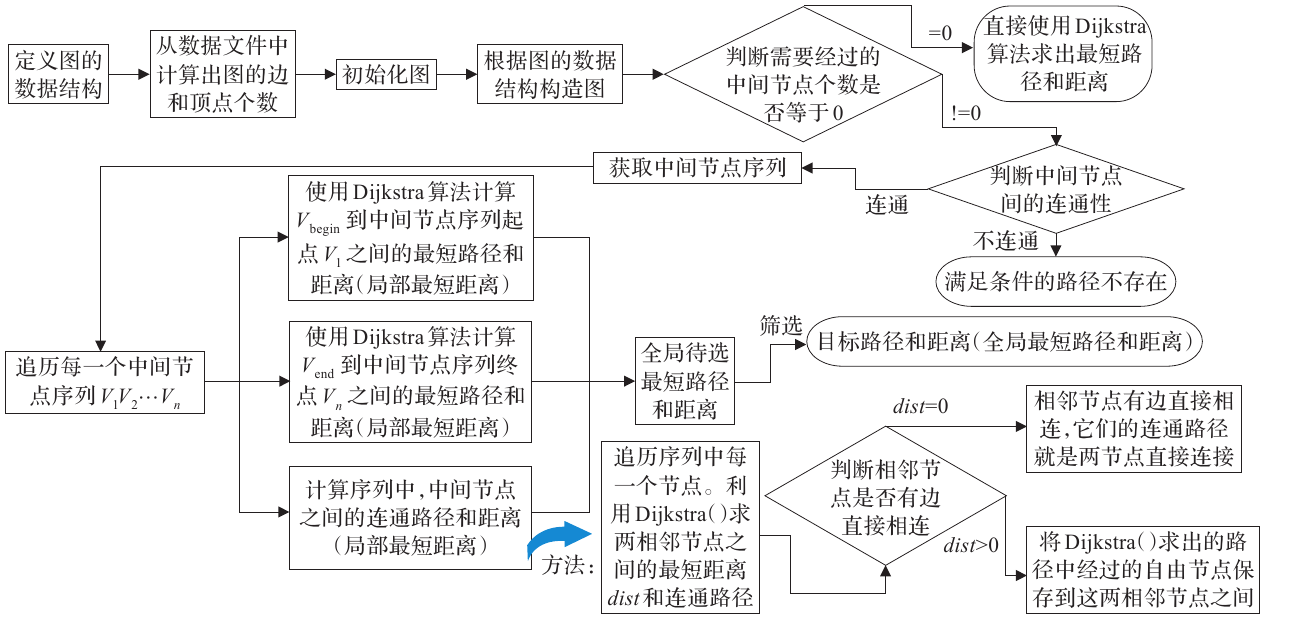 定义图的
数据结构
从数据文件中
计算出图的边
和顶点个数
初始化图
根据图的数据
结构构造图
判断需要经过的
中间节点个数是
否等于0
=0
直接使用Dijkstra
算法求出最短路
径和距离
!=0
判断中间节点
间的连通性
连通
不连通
满足条件的路径不存在
获取中间节点序列
追历每一个中间节
点序列V1V2…Vn
使用Dijkstra算法计算
Vbegin到中间节点序列起
点V1之间的最短路径和
距离(局部最短距离)
使用Dijkstra算法计算
Vend到中间节点序列终
点Vn之间的最短路径和
距离(局部最短距离)
计算序列中,中间节点
之间的连通路径和距离
(局部最短距离)
全局待选
最短路径
和距离
筛选
目标路径和距离(全局最短路径和距离)
方法:
追历序列中每
一个节点。利
用Dijkstra()求
两相邻节点之
间的最短距离
dist和连通路径
判断相邻节
点是否有边
直接相连
dist=0
相邻节点有边直接相
连,它们的连通路径
就是两节点直接连接
dist>0
将Dijkstra()求出的路
径中经过的自由节点保
存到这两相邻节点之间